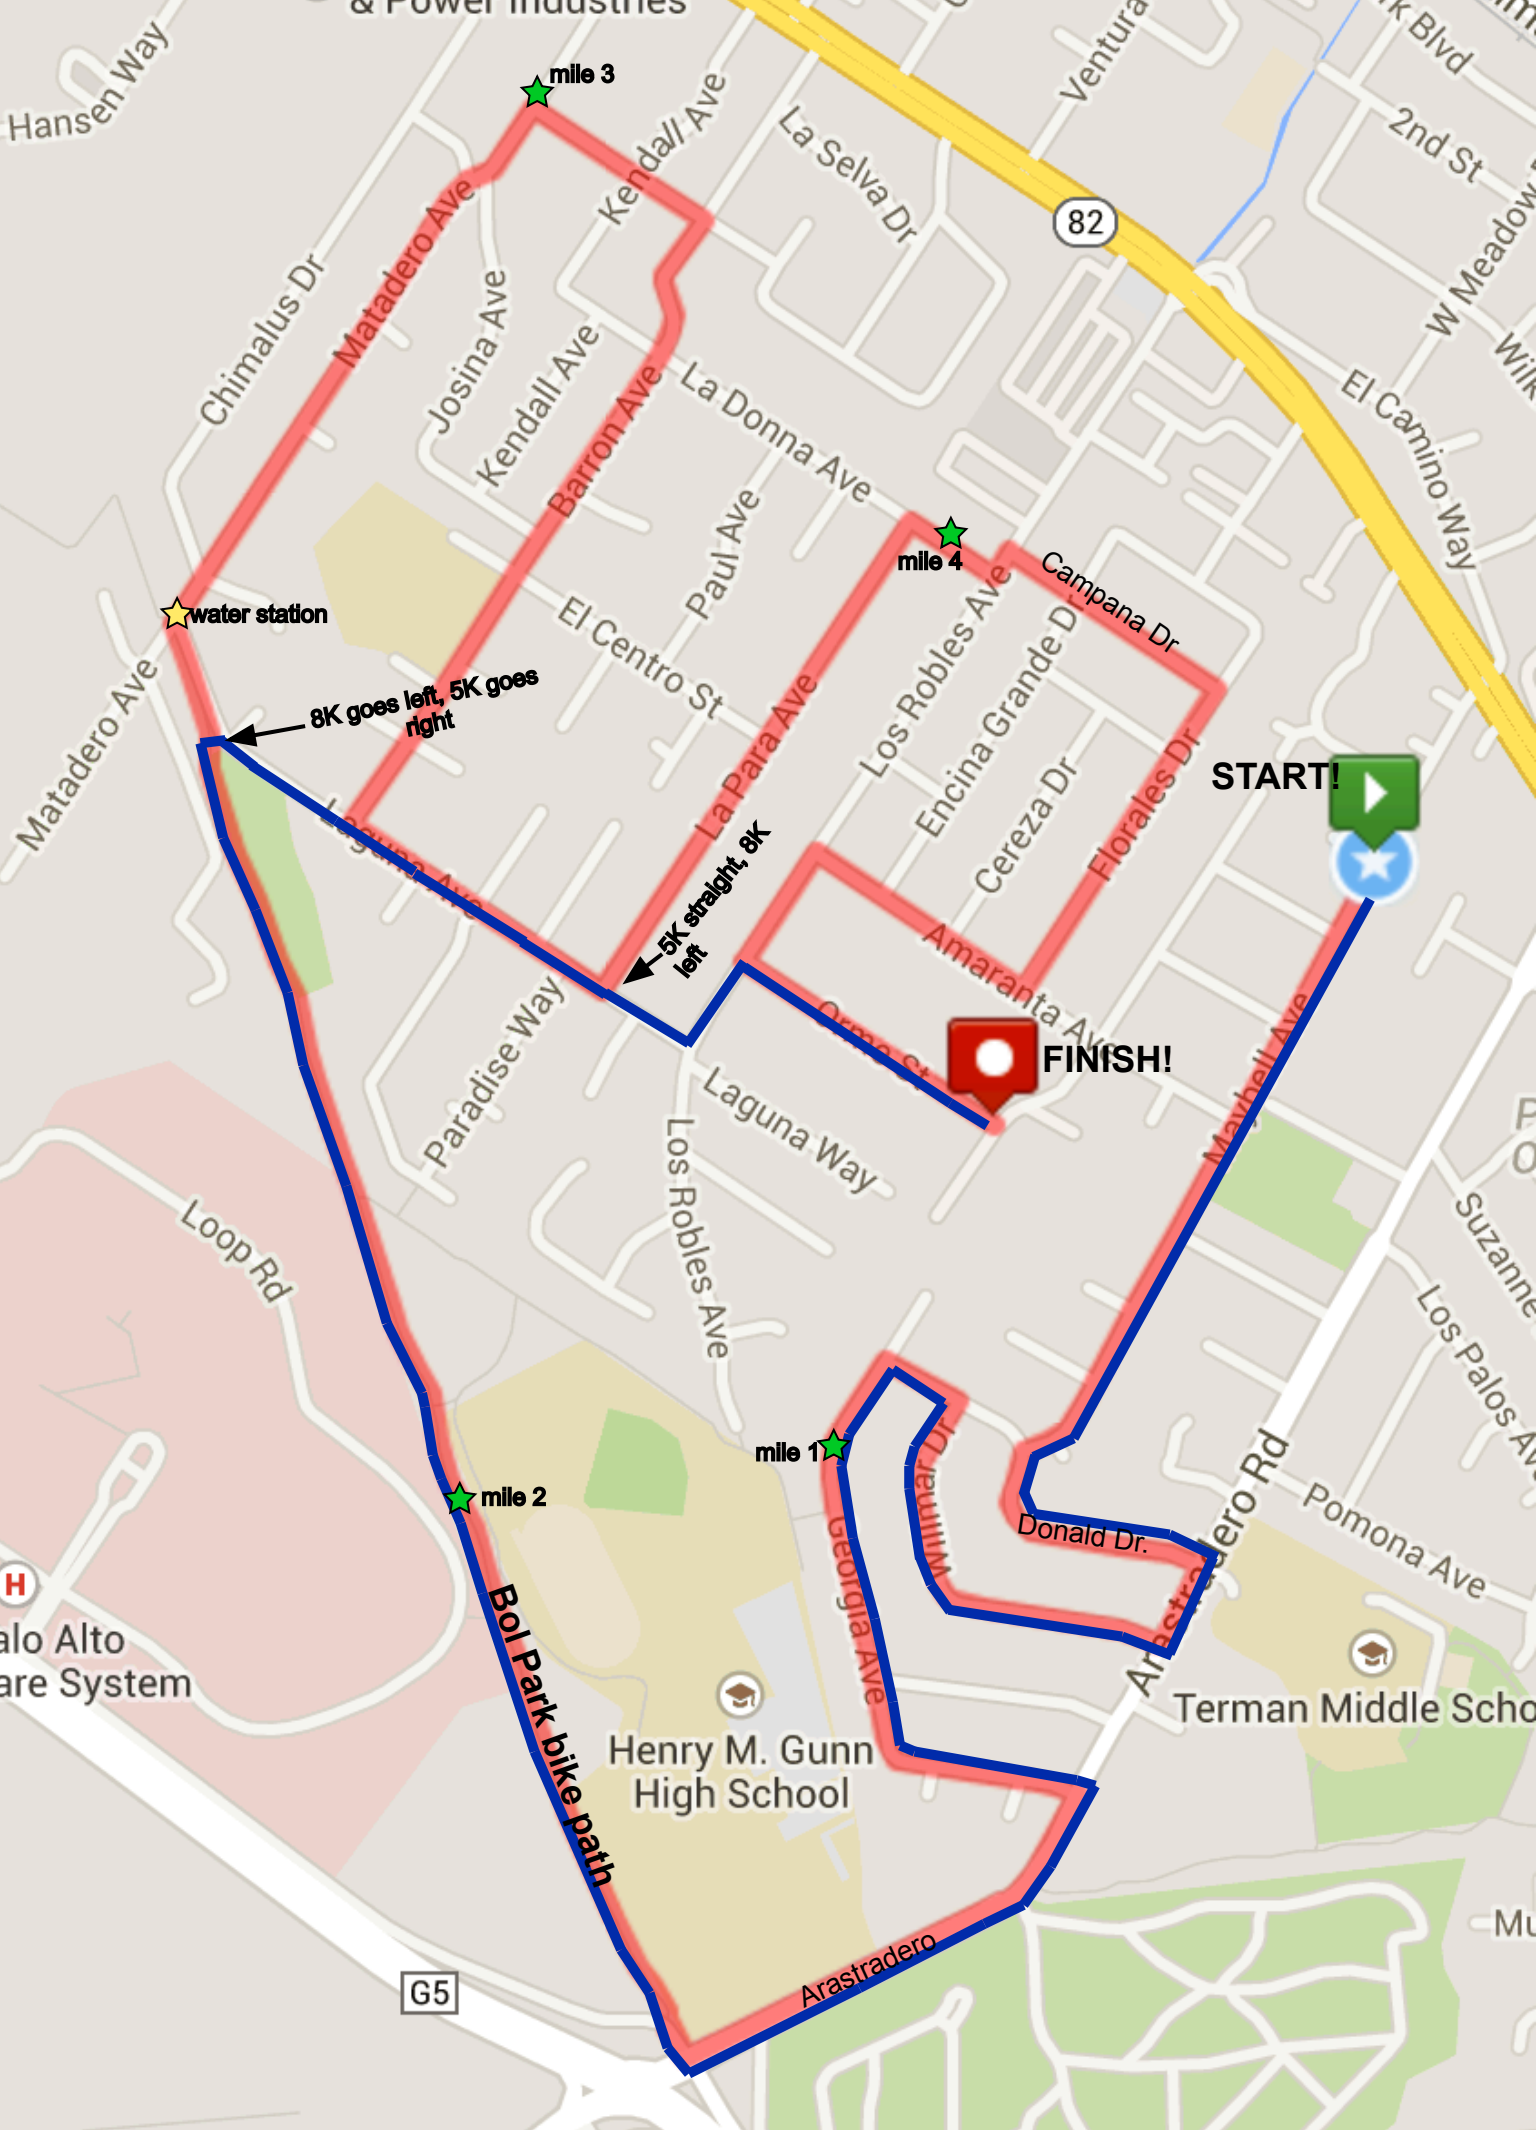 & Power Industries
Hansen Way
mile 3
Kendall Ave
Ventura
rk Blvd
2nd St
La Selva Dr
82
W Meadow
Matadero Ave
Chimalus Dr
Josina Ave
Kendall Ave
Barron Ave
La Donna Ave
El Camino Way
Wilk
Paul Ave
mile 4
Campana Dr
El Centro St
water station
8K goes left, 5K goes
right
Matadero Ave
La Para Ave
Los Robles Ave
Encina Grande Dr
Cereza Dr
Florales Dr
START!
Laguna Ave
5K straight, 8K
left
Amaranta Ave
Orme St
FINISH!
Maybell Ave
Paradise Way
Laguna Way
Los Robles Ave
Loop Rd
Suzanne
Los Palos Av
mile 1
Willmar Dr
Donald Dr.
Arastradero Rd
Pomona Ave
mile 2
Georgia Ave
H
alo Alto
are System
Bol Park bike path
Henry M. Gunn
High School
Terman Middle Scho
Arastradero
G5
Mu